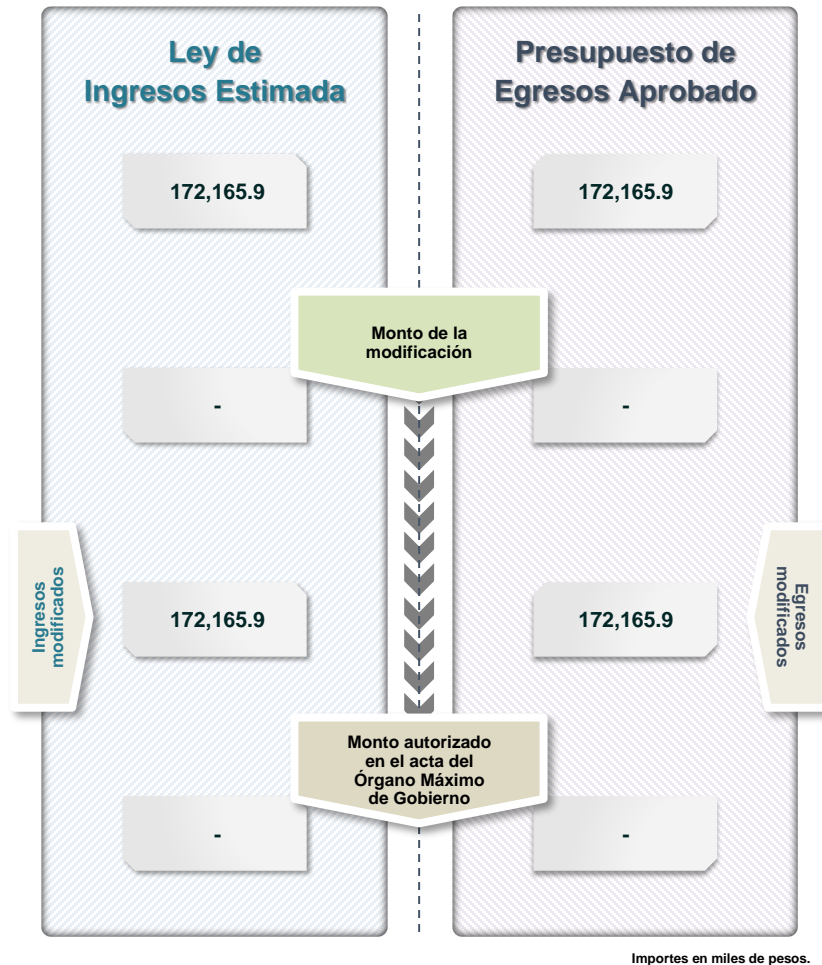 Ley de
Ingresos Estimada
Presupuesto de
Egresos Aprobado
172,165.9
172,165.9
Monto de la
modificación
-
-
Ingresos
modificados
172,165.9
172,165.9
Egresos
modificados
Monto autorizado
en el acta del
Órgano Máximo
de Gobierno
-
-
Importes en miles de pesos.